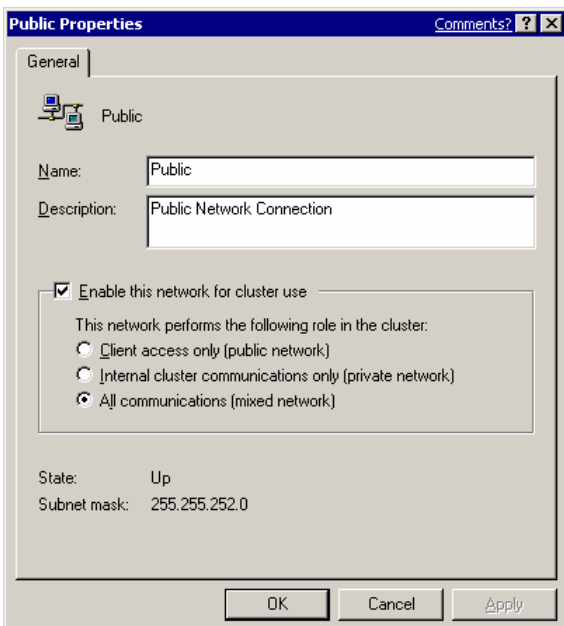 Public Properties Comments? ?
General
Public
Name: Public
Description: Public Network Connection
Enable this network for cluster use
This network performs the following role in the cluster:
Client access only (public network)
Internal cluster communications only (private network)
All communications (mixed network)
State: Up
Subnet mask: 255.255.252.0
OK Cancel Apply